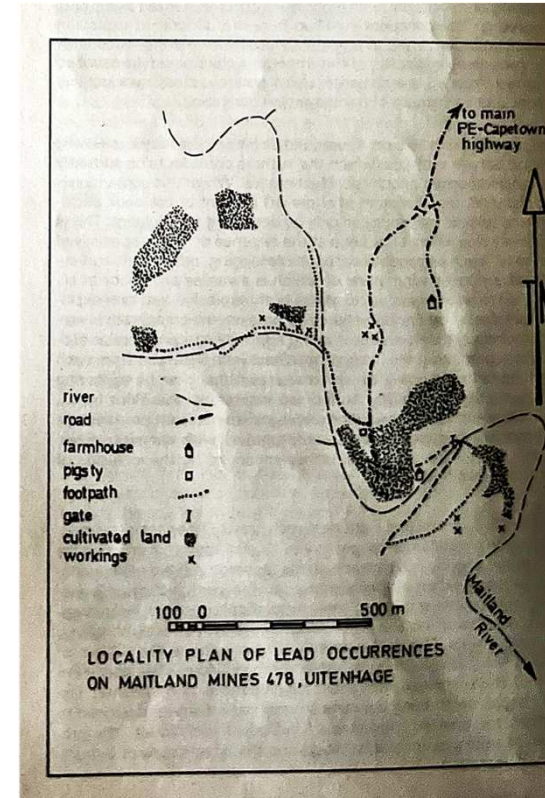 to main
PE-Capetown
highway
river
road
farmhouse
pigsty
footpath
gate
cultivated land
workings
100 0 500 m
Maitland
River
LOCALITY PLAN OF LEAD OCCURRENCES
ON MAITLAND MINES 478, UITENHAGE